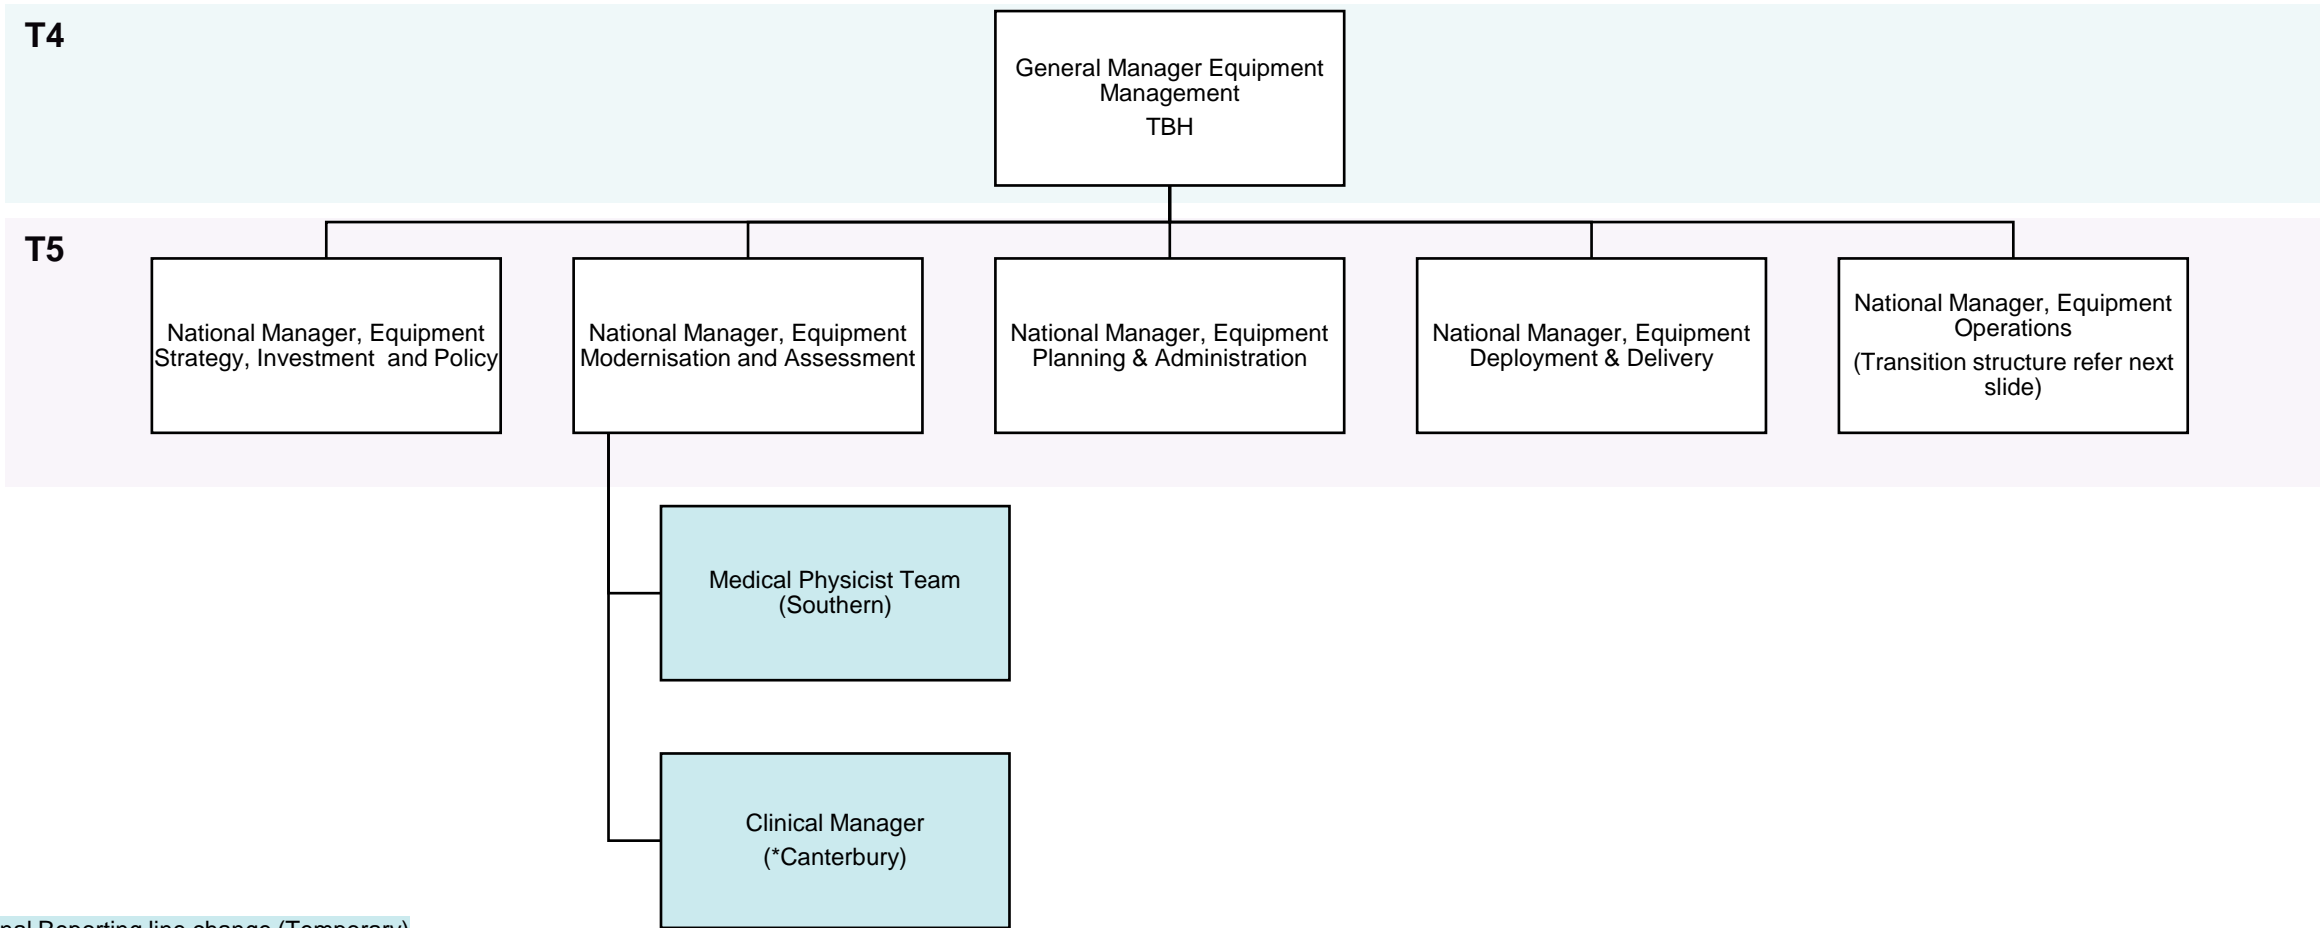 T4
General Manager Equipment
Management
TBH
T5
National Manager, Equipment
Strategy, Investment  and Policy
National Manager, Equipment
Modernisation and Assessment
National Manager, Equipment
Planning & Administration
National Manager, Equipment
Deployment & Delivery
National Manager, Equipment
Operations
(Transition structure refer next
slide)
Medical Physicist Team
(Southern)
Clinical Manager
(*Canterbury)
Reporting line change (Temporary)